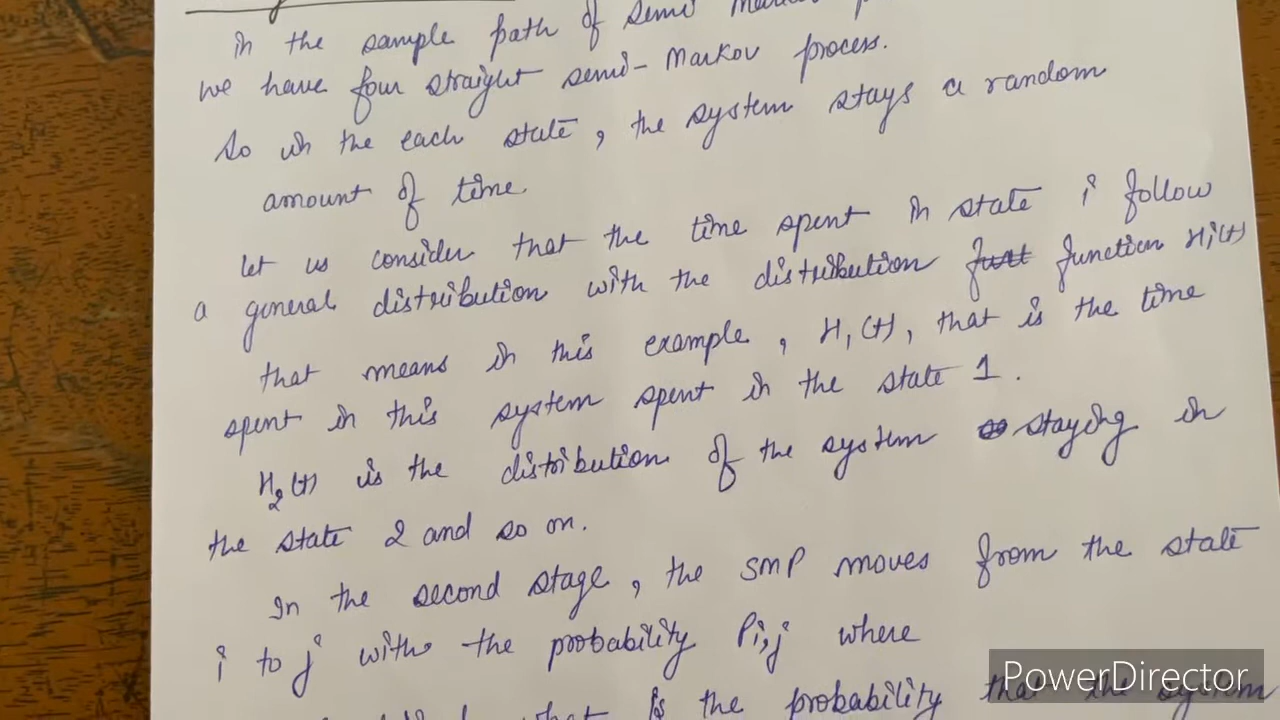 in the sample path of semi
we have four straight semi-Markov process.
So in the each state, the system stays a random
amount of time.
Let us consider that the time spent in state i follow
a general distribution with the distribution function Hi(t)
that means in this example, H1(t), that is the time
spent in this system spent in the state 1.
H2(t) is the distribution of the system staying in
the state 2 and so on.
In the second stage, the SMP moves from the state
i to j with the probability Pi,j where
what is the probability that the system
PowerDirector